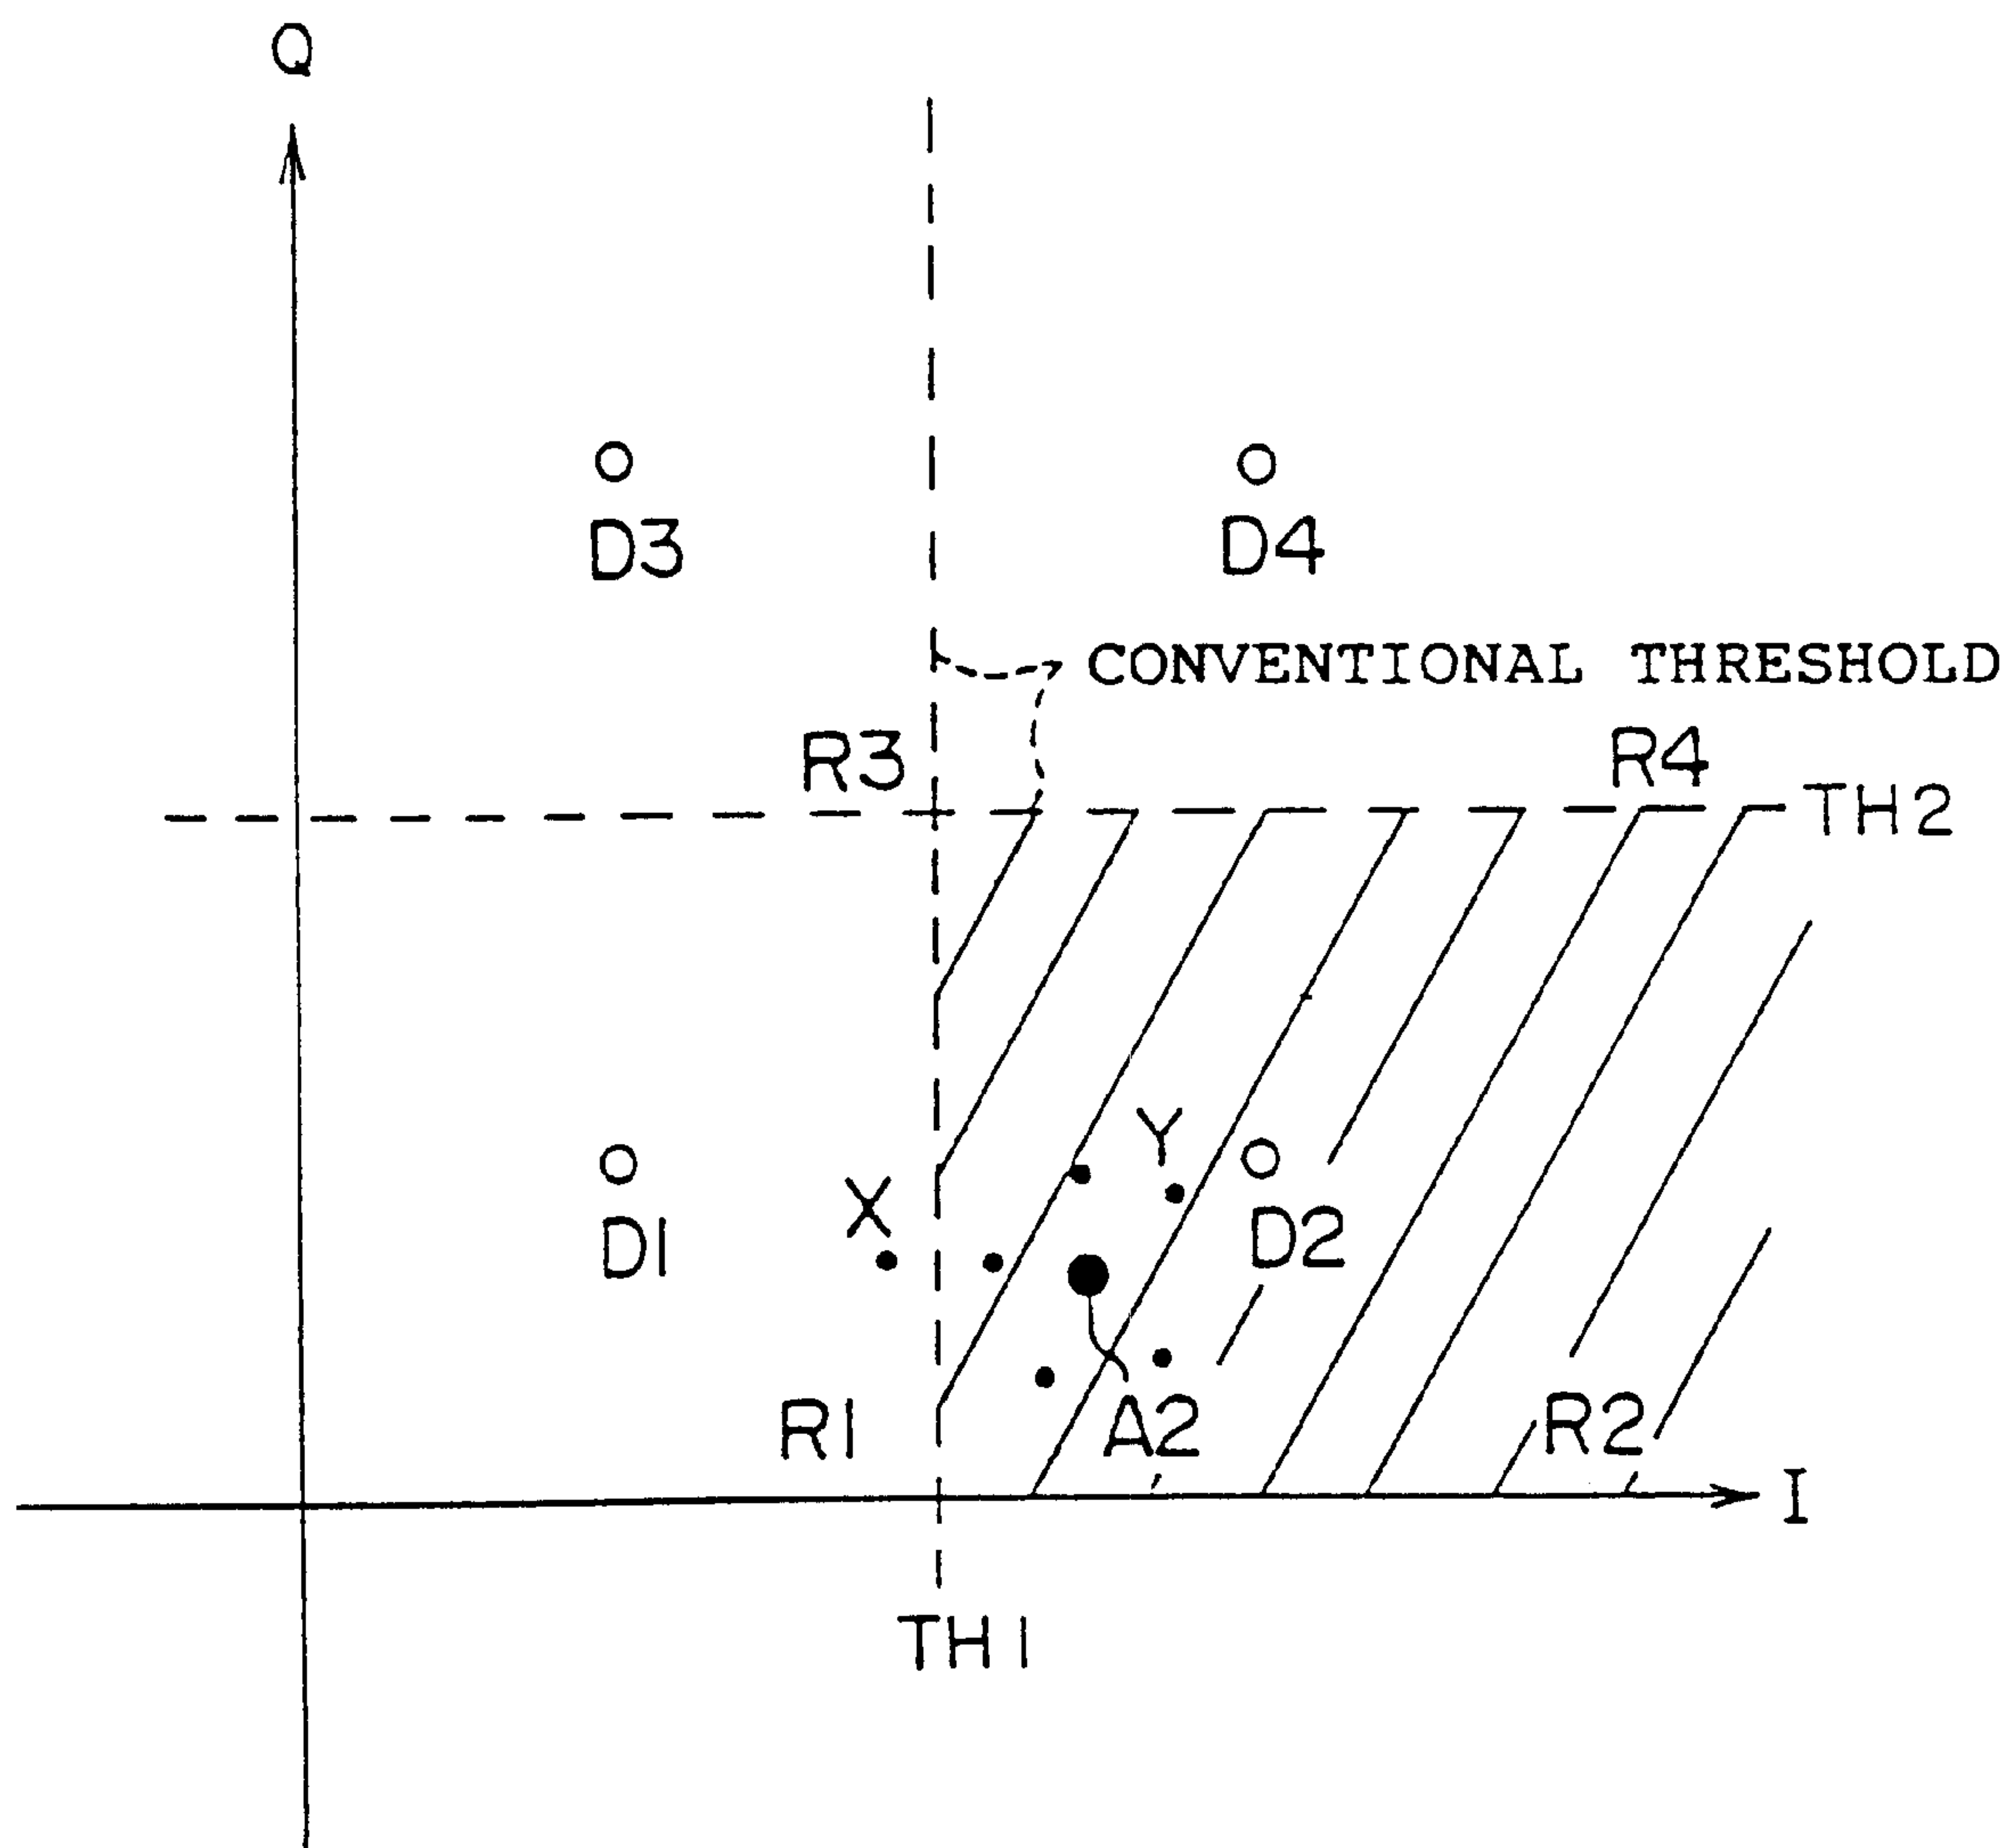 Q
D3
D4
CONVENTIONAL THRESHOLD
R3
R4
TH2
Y
X
D1
D2
R1
A2
R2
I
TH1